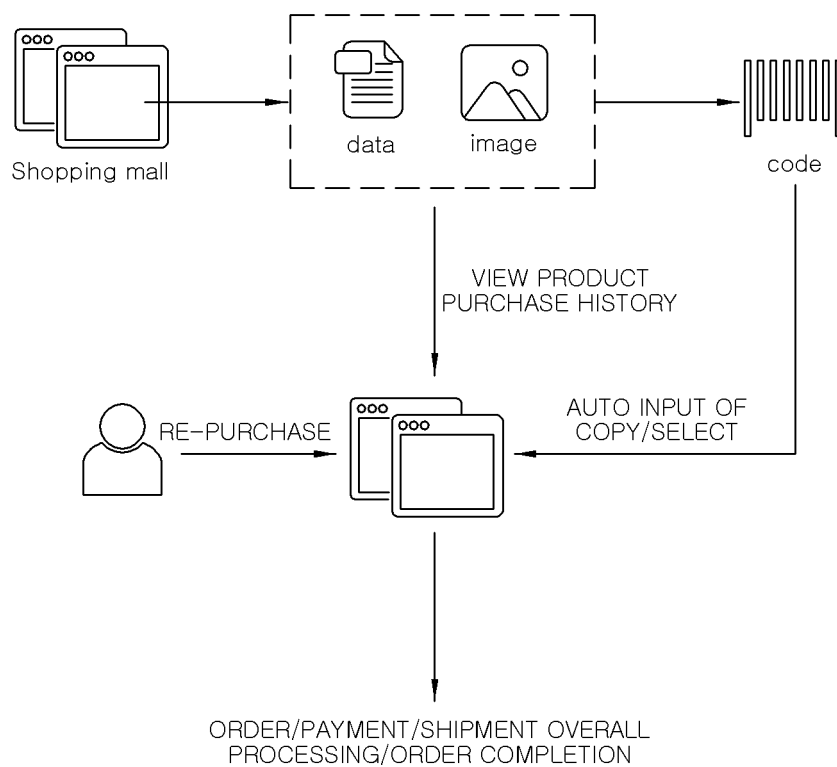 data
image
Shopping mall
code
VIEW PRODUCT
PURCHASE HISTORY
RE-PURCHASE
AUTO INPUT OF
COPY/SELECT
ORDER/PAYMENT/SHIPMENT OVERALL
PROCESSING/ORDER COMPLETION